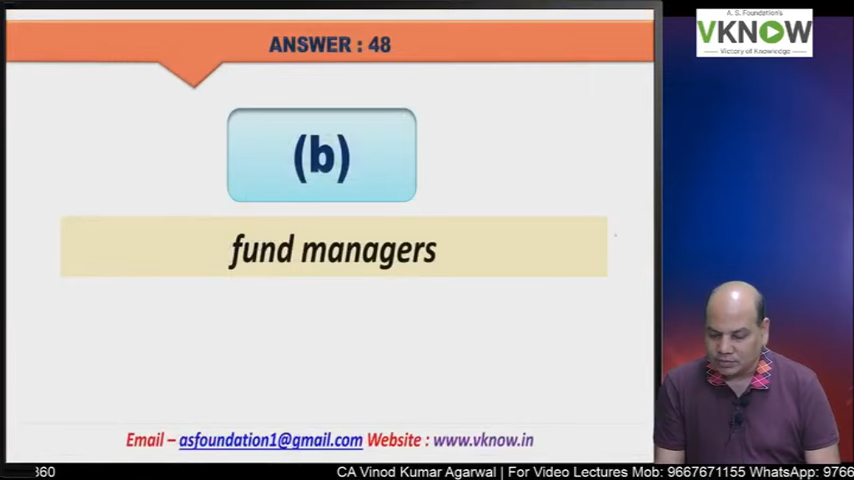 ANSWER : 48
A. S. Foundation's
VKNOW
Victory of Knowledge
(b)
fund managers
Email – asfoundation1@gmail.com Website : www.vknow.in
360 CA Vinod Kumar Agarwal | For Video Lectures Mob: 9667671155 WhatsApp: 9766